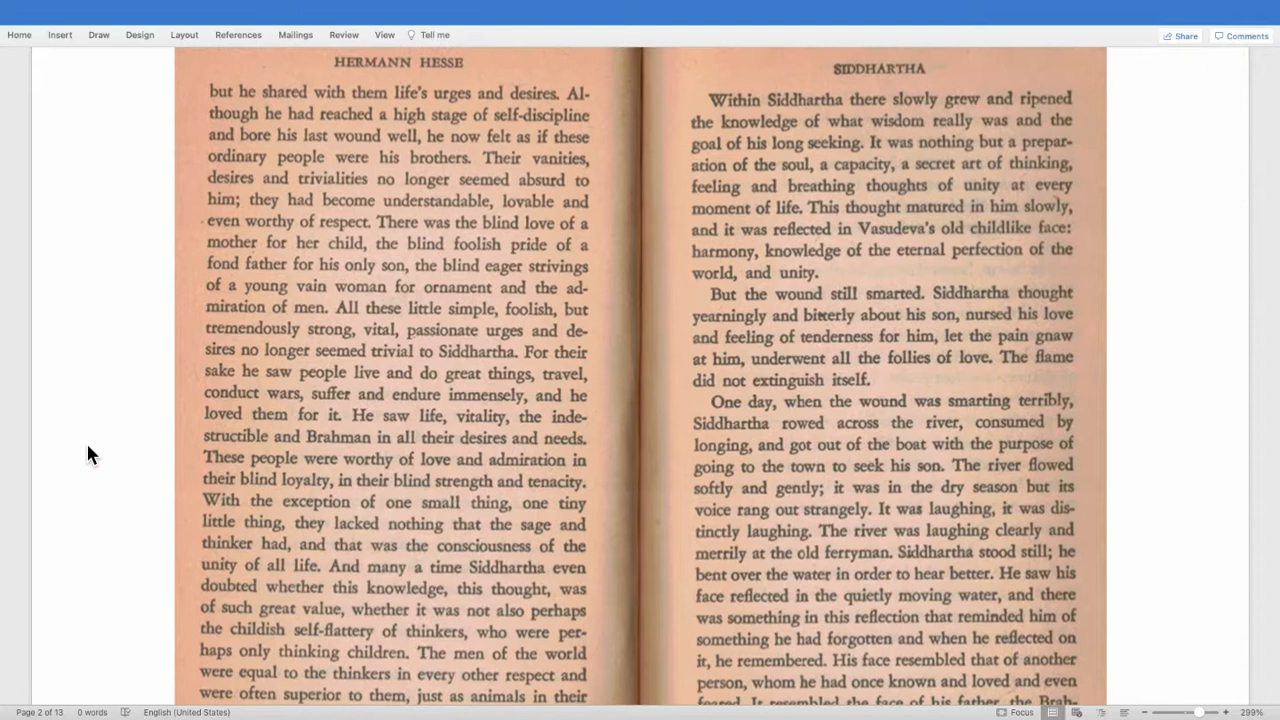 Home Insert Draw Design Layout References Mailings Review View Tell me Share Comments
HERMANN HESSE
but he shared with them life's urges and desires. Al-
though he had reached a high stage of self-discipline
and bore his last wound well, he now felt as if these
ordinary people were his brothers. Their vanities,
desires and trivialities no longer seemed absurd to
him; they had become understandable, lovable and
even worthy of respect. There was the blind love of a
mother for her child, the blind foolish pride of a
fond father for his only son, the blind eager strivings
of a young vain woman for ornament and the ad-
miration of men. All these little simple, foolish, but
tremendously strong, vital, passionate urges and de-
sires no longer seemed trivial to Siddhartha. For their
sake he saw people live and do great things, travel,
conduct wars, suffer and endure immensely, and he
loved them for it. He saw life, vitality, the inde-
structible and Brahman in all their desires and needs.
These people were worthy of love and admiration in
their blind loyalty, in their blind strength and tenacity.
With the exception of one small thing, one tiny
little thing, they lacked nothing that the sage and
thinker had, and that was the consciousness of the
unity of all life. And many a time Siddhartha even
doubted whether this knowledge, this thought, was
of such great value, whether it was not also perhaps
the childish self-flattery of thinkers, who were per-
haps only thinking children. The men of the world
were equal to the thinkers in every other respect and
were often superior to them, just as animals in their
SIDDHARTHA
Within Siddhartha there slowly grew and ripened
the knowledge of what wisdom really was and the
goal of his long seeking. It was nothing but a prepar-
ation of the soul, a capacity, a secret art of thinking,
feeling and breathing thoughts of unity at every
moment of life. This thought matured in him slowly,
and it was reflected in Vasudeva's old childlike face:
harmony, knowledge of the eternal perfection of the
world, and unity.
But the wound still smarted. Siddhartha thought
yearningly and bitterly about his son, nursed his love
and feeling of tenderness for him, let the pain gnaw
at him, underwent all the follies of love. The flame
did not extinguish itself.
One day, when the wound was smarting terribly,
Siddhartha rowed across the river, consumed by
longing, and got out of the boat with the purpose of
going to the town to seek his son. The river flowed
softly and gently; it was in the dry season but its
voice rang out strangely. It was laughing, it was dis-
tinctly laughing. The river was laughing clearly and
merrily at the old ferryman. Siddhartha stood still; he
bent over the water in order to hear better. He saw his
face reflected in the quietly moving water, and there
was something in this reflection that reminded him of
something he had forgotten and when he reflected on
it, he remembered. His face resembled that of another
person, whom he had once known and loved and even
feared. It resembled the face of his father, the Brah-
Page 2 of 13 0 words English (United States) Focus 299%